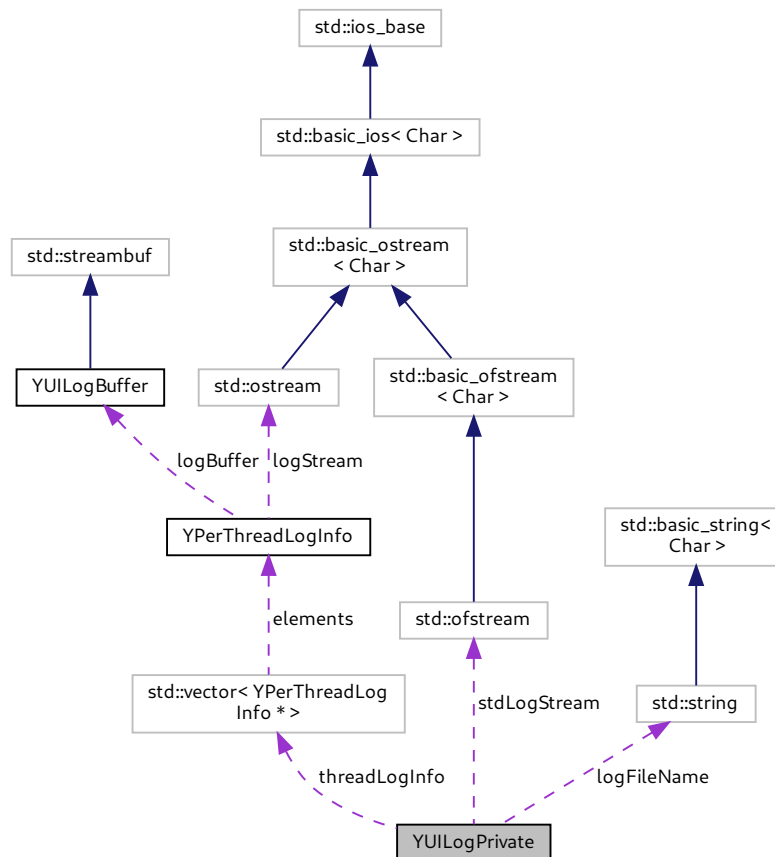 std::ios_base
std::basic_ios< Char >
std::basic_ostream
< Char >
std::streambuf
YUILogBuffer
std::ostream
std::basic_ofstream
< Char >
logBuffer
logStream
YPerThreadLogInfo
std::basic_string<
Char >
elements
std::ofstream
std::vector< YPerThreadLog
Info * >
stdLogStream
std::string
threadLogInfo
logFileName
YUILogPrivate